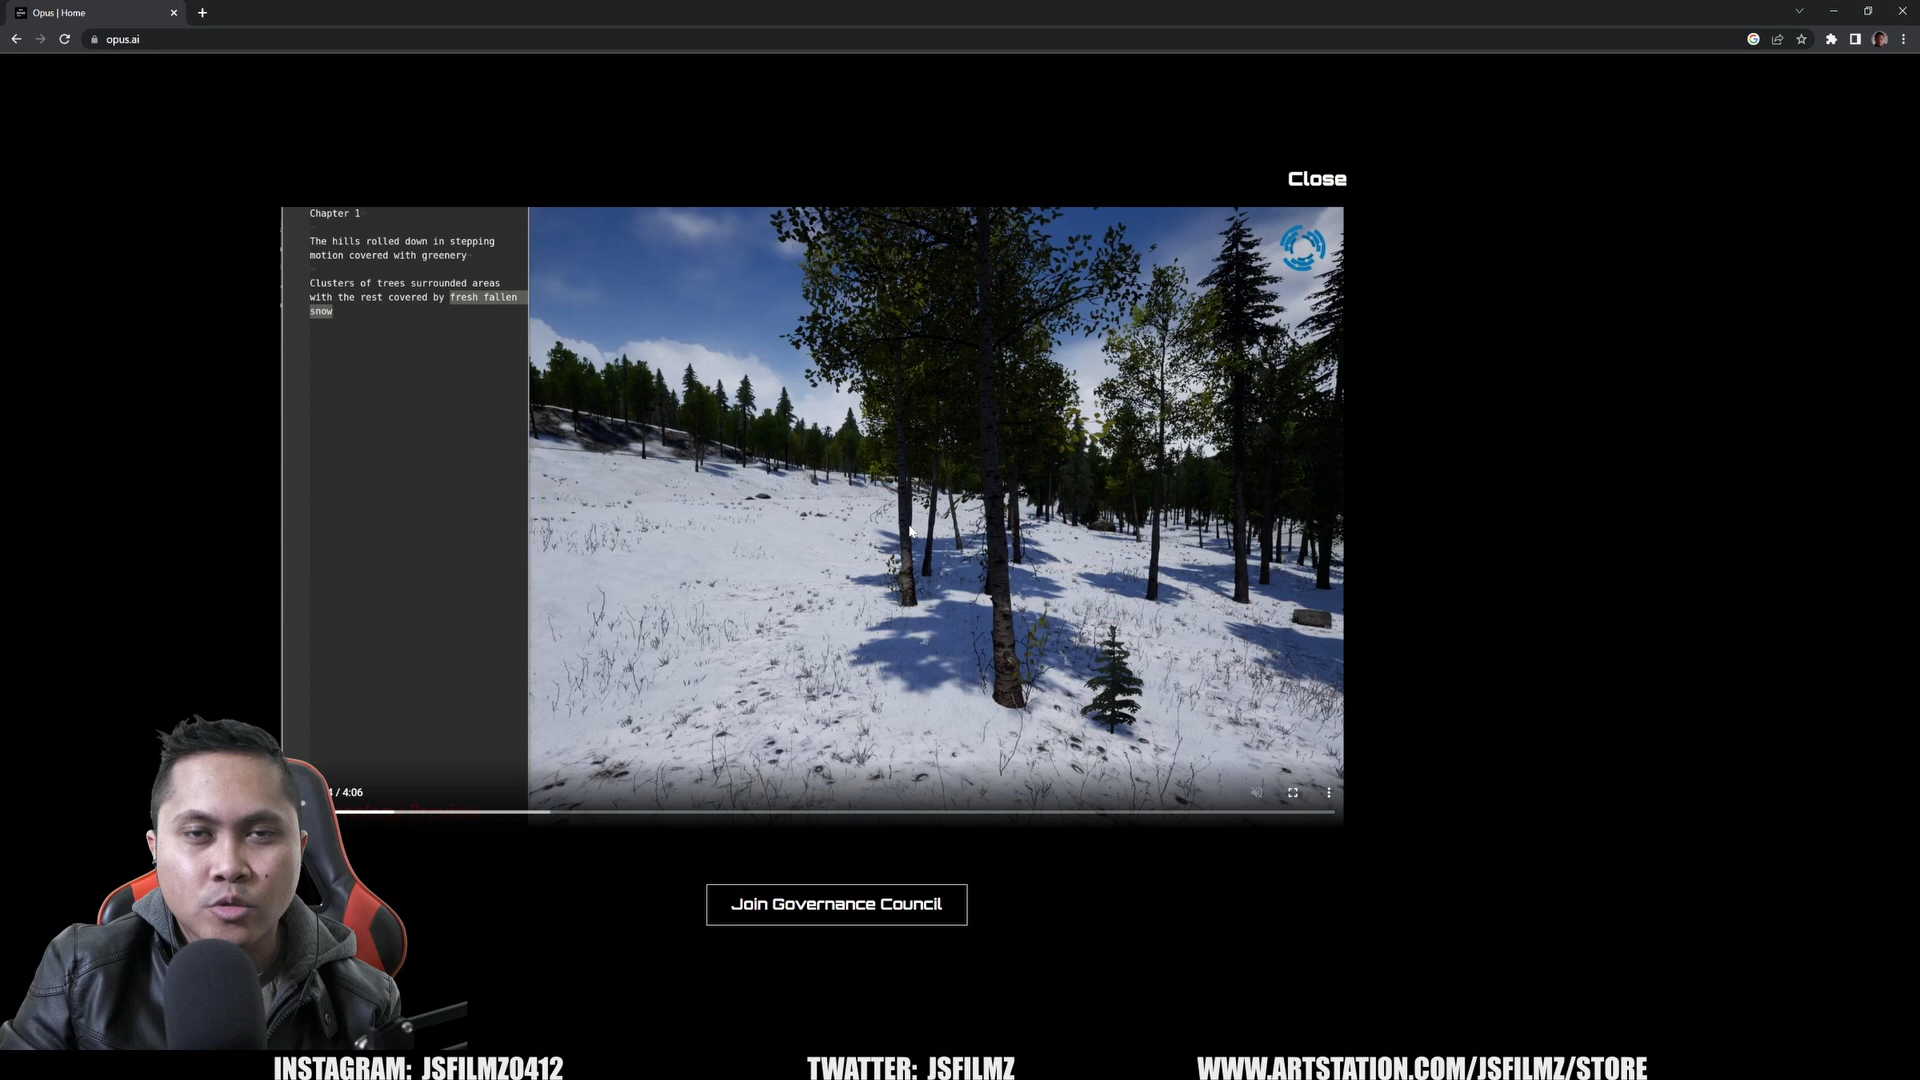 Opus | Home
opus.ai
Close
Chapter 1
The hills rolled down in stepping
motion covered with greenery
Clusters of trees surrounded areas
with the rest covered by fresh fallen
snow
/ 4:06
Join Governance Council
INSTAGRAM: JSFILMZ0412
TWATTER: JSFILMZ
WWW.ARTSTATION.COM/JSFILMZ/STORE